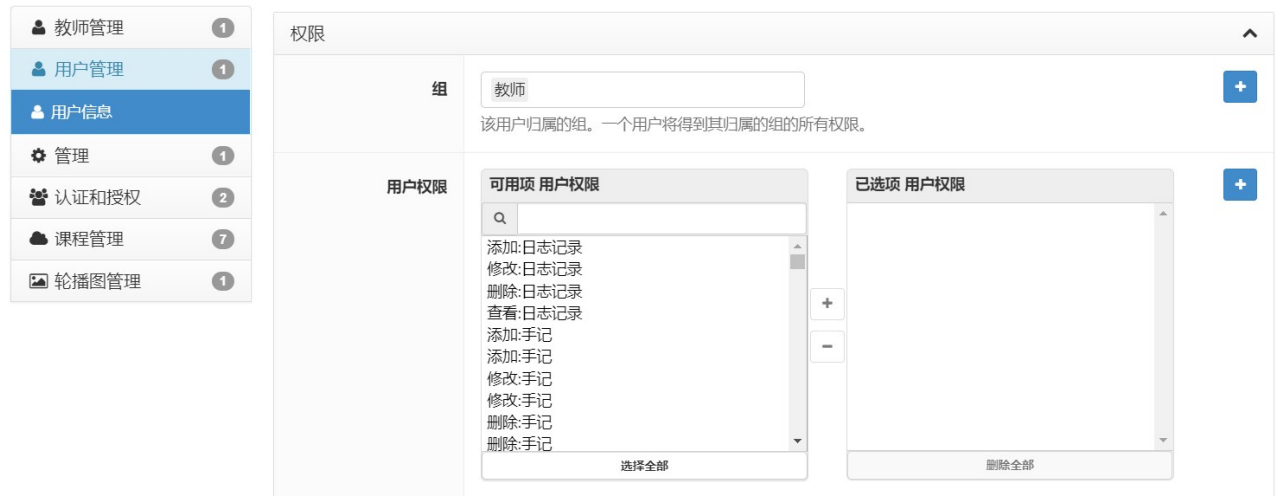 教师管理 1
用户管理 1
用户信息
管理 1
认证和授权 2
课程管理 7
轮播图管理 1
权限
组
教师
该用户归属的组。一个用户将得到其归属的组的所有权限。
用户权限
可用项 用户权限
添加:日志记录
修改:日志记录
删除:日志记录
查看:日志记录
添加:手记
添加:手记
修改:手记
修改:手记
删除:手记
删除:手记
选择全部
已选项 用户权限
删除全部